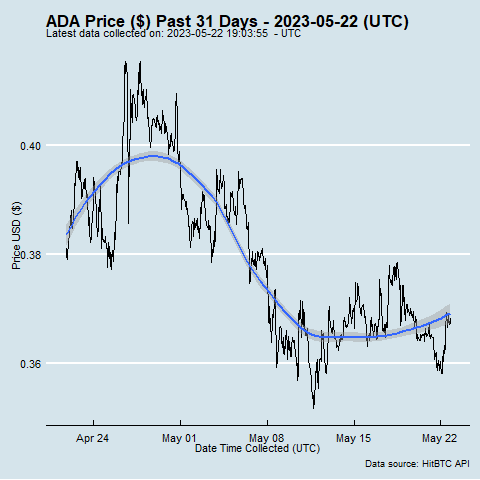 ADA Price ($) Past 31 Days - 2023-05-22 (UTC)
Latest data collected on: 2023-05-22 19:03:55 - UTC
Price USD ($)
0.40
0.38
0.36
Apr 24 May 01 May 08 May 15 May 22
Date Time Collected (UTC)
Data source: HitBTC API